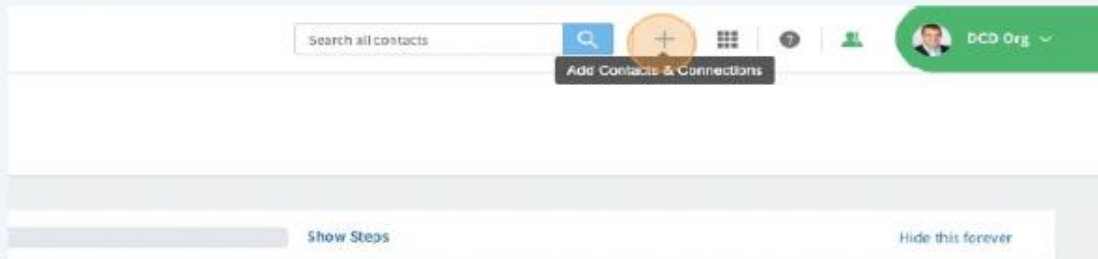 Search all contacts
DCD Org
Add Contacts & Connections
Show Steps
Hide this forever